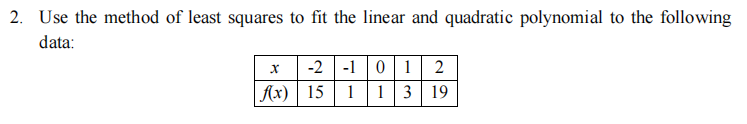 2. Use the method of least squares to fit the linear and quadratic polynomial to the following
data:
x -2 -1 0 1 2
f(x) 15 1 1 3 19